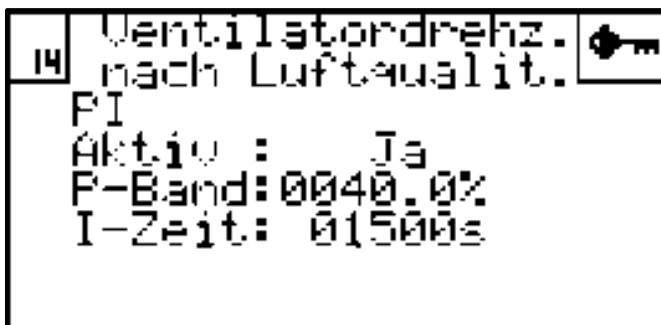 14
Ventilatordrehz.
nach Luftqualit.
PI
Aktiv : Ja
P-Band:0040.0%
I-Zeit: 01500s